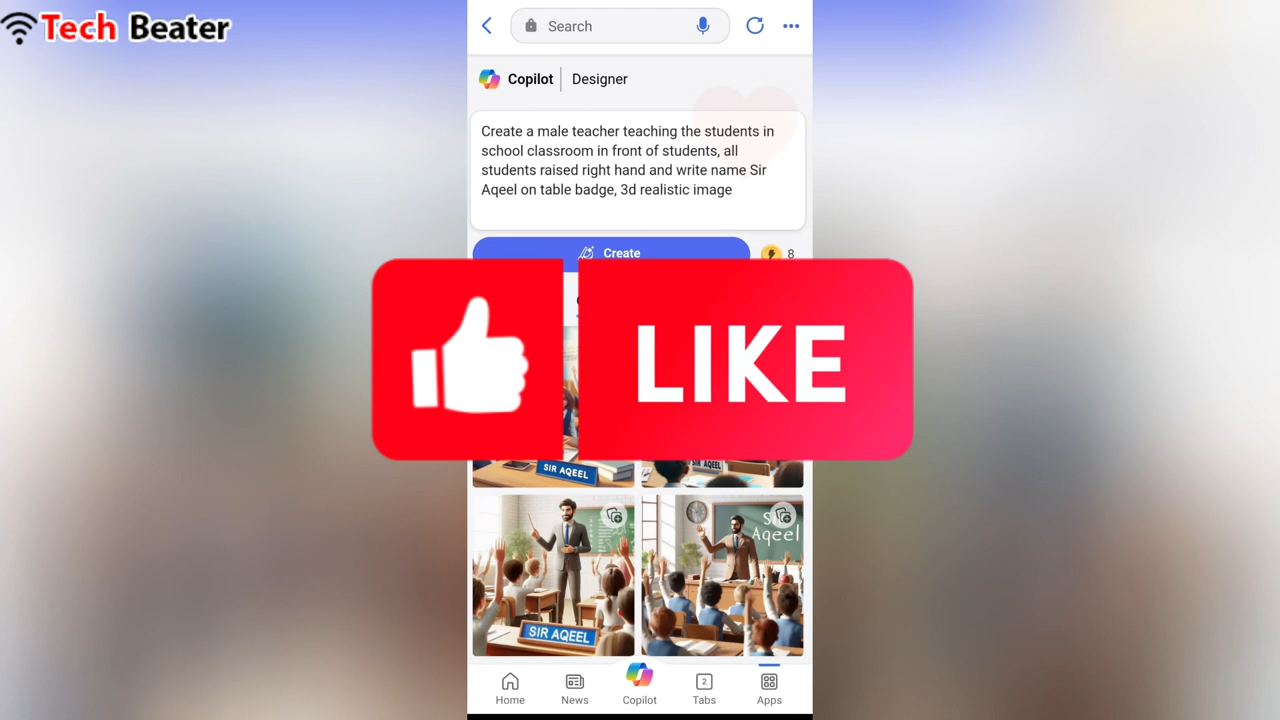 Tech Beater
Search
Copilot | Designer
Create a male teacher teaching the students in
school classroom in front of students, all
students raised right hand and write name Sir
Aqeel on table badge, 3d realistic image
Create
8
LIKE
SIR AQEEL
SIR AQEEL
Aqeel
SIR AQEEL
Home
News
Copilot
2
Tabs
Apps